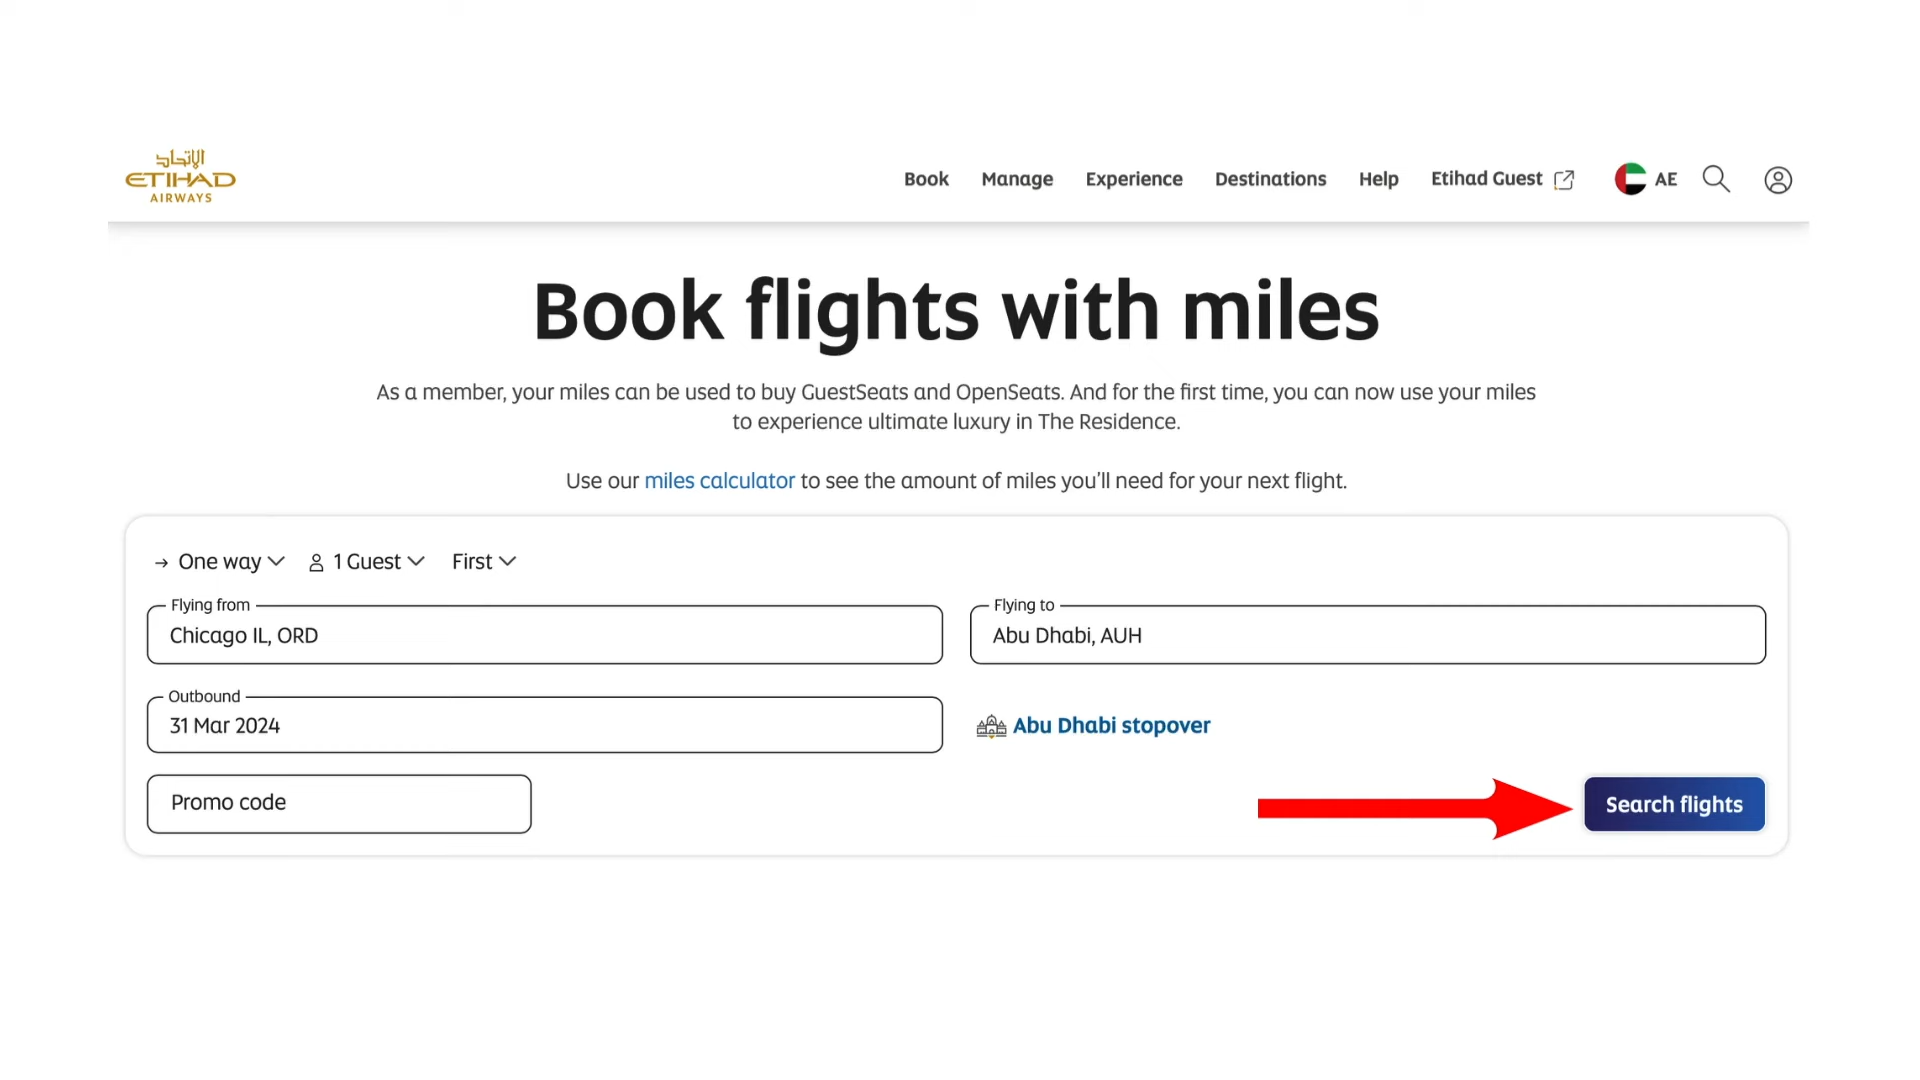 الإتحاد
ETIHAD
AIRWAYS
Book Manage Experience Destinations Help Etihad Guest AE
Book flights with miles
As a member, your miles can be used to buy GuestSeats and OpenSeats. And for the first time, you can now use your miles
to experience ultimate luxury in The Residence.
Use our miles calculator to see the amount of miles you'll need for your next flight.
One way 1 Guest First
Flying from
Chicago IL, ORD
Flying to
Abu Dhabi, AUH
Outbound
31 Mar 2024
Abu Dhabi stopover
Promo code
Search flights